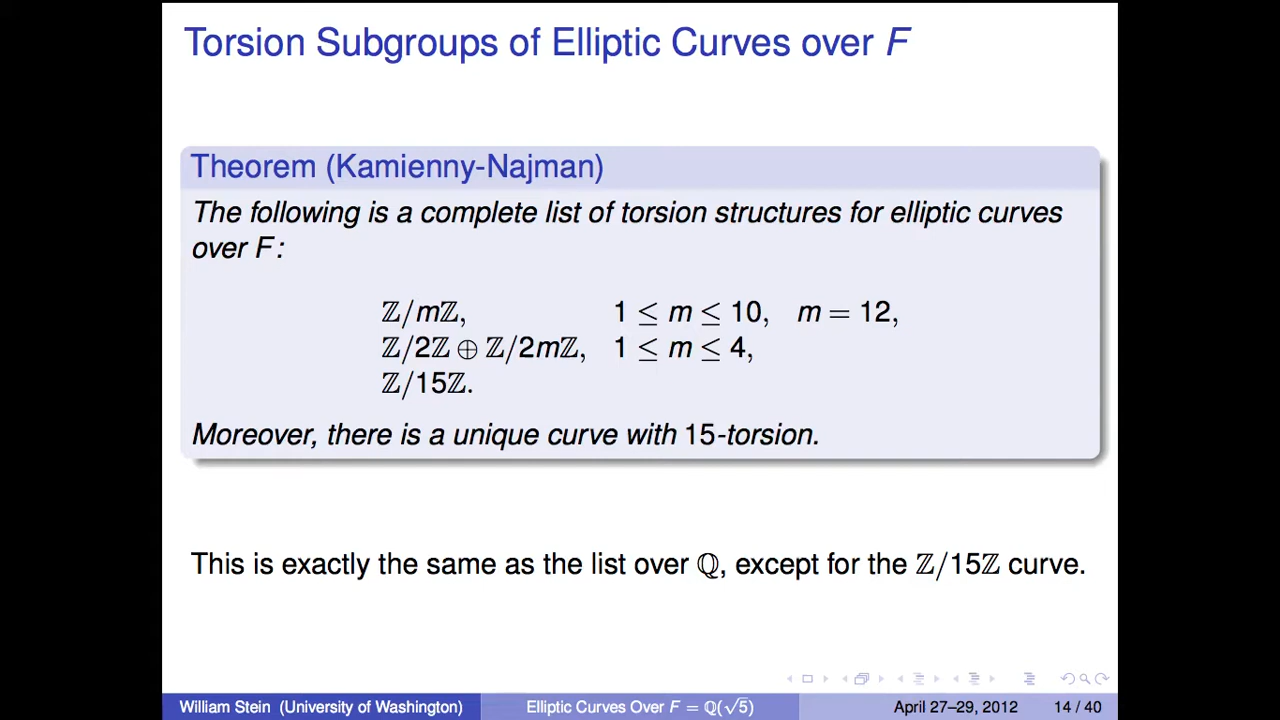 Torsion Subgroups of Elliptic Curves over F
Theorem (Kamienny-Najman)
The following is a complete list of torsion structures for elliptic curves
over F:
ℤ/mℤ, 1 ≤ m ≤ 10, m = 12,
ℤ/2ℤ ⊕ ℤ/2mℤ, 1 ≤ m ≤ 4,
ℤ/15ℤ.
Moreover, there is a unique curve with 15-torsion.
This is exactly the same as the list over ℚ, except for the ℤ/15ℤ curve.
William Stein (University of Washington) Elliptic Curves Over F = ℚ(√5) April 27–29, 2012 14 / 40